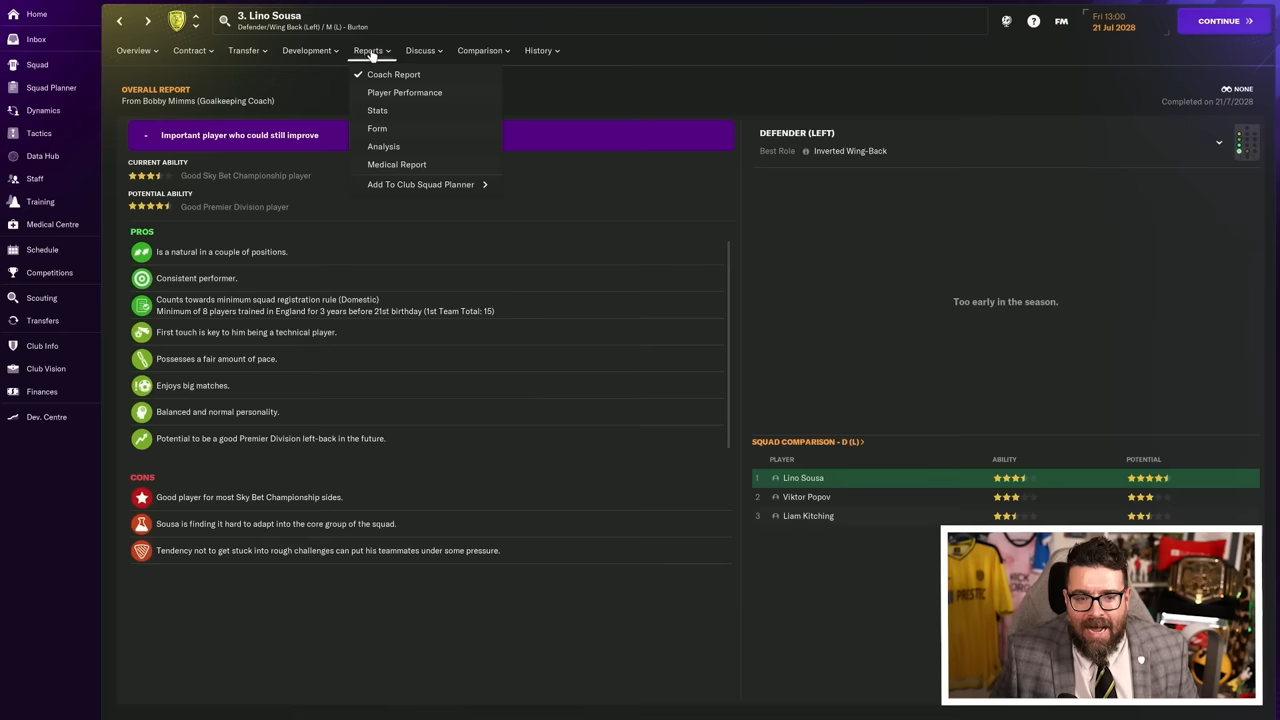 3. Lino Sousa
Defender/Wing Back (Left) / M (L) - Burton
FM
Fri 13:00
21 Jul 2028
CONTINUE
Home
Inbox
Squad
Squad Planner
Dynamics
Tactics
Data Hub
Staff
Training
Medical Centre
Schedule
Competitions
Scouting
Transfers
Club Info
Club Vision
Finances
Dev. Centre
Overview
Contract
Transfer
Development
Reports
Discuss
Comparison
History
Coach Report
Player Performance
Stats
Form
Analysis
Medical Report
Add To Club Squad Planner
OVERALL REPORT
From Bobby Mimms (Goalkeeping Coach)
NONE
Completed on 21/7/2028
- Important player who could still improve
CURRENT ABILITY
Good Sky Bet Championship player
POTENTIAL ABILITY
Good Premier Division player
PROS
Is a natural in a couple of positions.
Consistent performer.
Counts towards minimum squad registration rule (Domestic)
Minimum of 8 players trained in England for 3 years before 21st birthday (1st Team Total: 15)
First touch is key to him being a technical player.
Possesses a fair amount of pace.
Enjoys big matches.
Balanced and normal personality.
Potential to be a good Premier Division left-back in the future.
CONS
Good player for most Sky Bet Championship sides.
Sousa is finding it hard to adapt into the core group of the squad.
Tendency not to get stuck into rough challenges can put his teammates under some pressure.
DEFENDER (LEFT)
Best Role Inverted Wing-Back
Too early in the season.
SQUAD COMPARISON - D (L)
PLAYER ABILITY POTENTIAL
1 Lino Sousa
2 Viktor Popov
3 Liam Kitching
PRESTEC